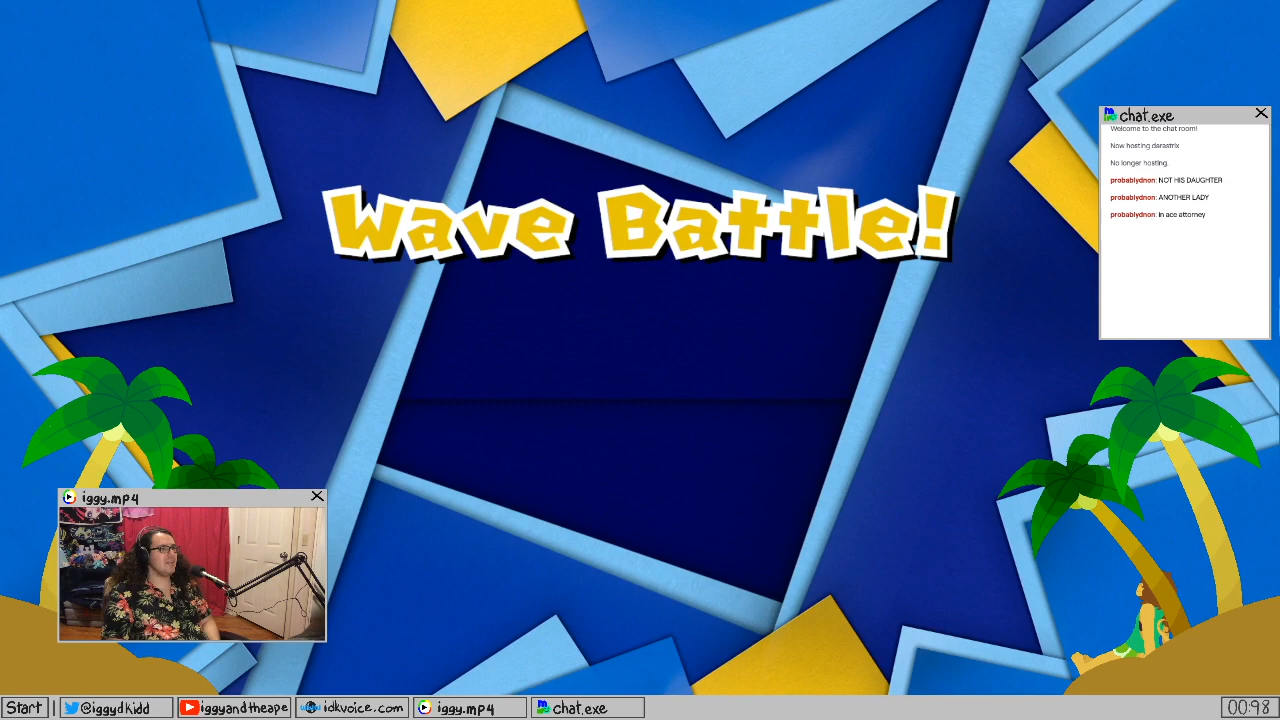 Wave Battle!
chat.exe
Welcome to the chat room!
Now hosting darastrix
No longer hosting.
probablydnon: NOT HIS DAUGHTER
probablydnon: ANOTHER LADY
probablydnon: in ace attorney
iggy.mp4
Start
@iggydkidd
iggyandtheape
idkvoice.com
iggy.mp4
chat.exe
00:98